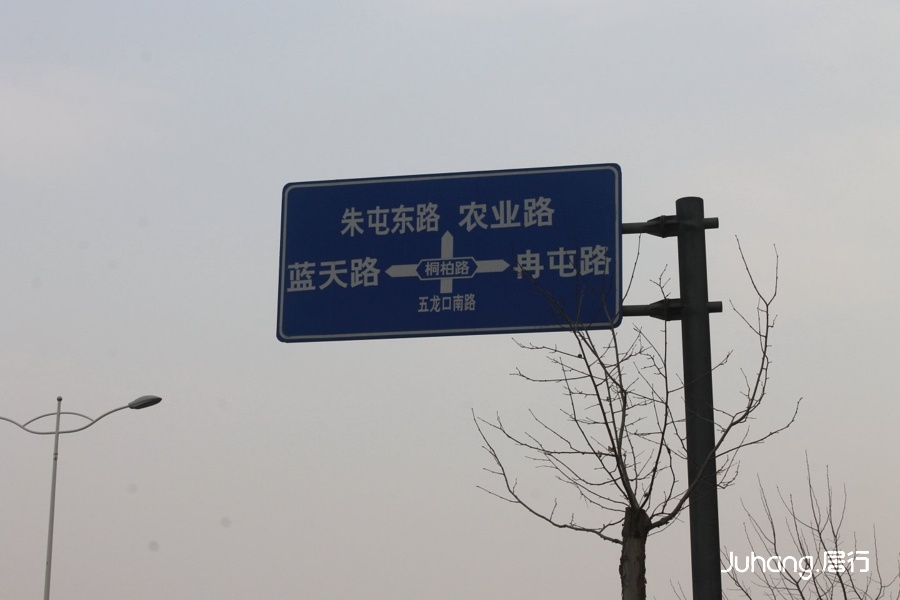 朱屯东路 农业路
蓝天路 桐柏路 冉屯路
五龙口南路
Juhang.居行